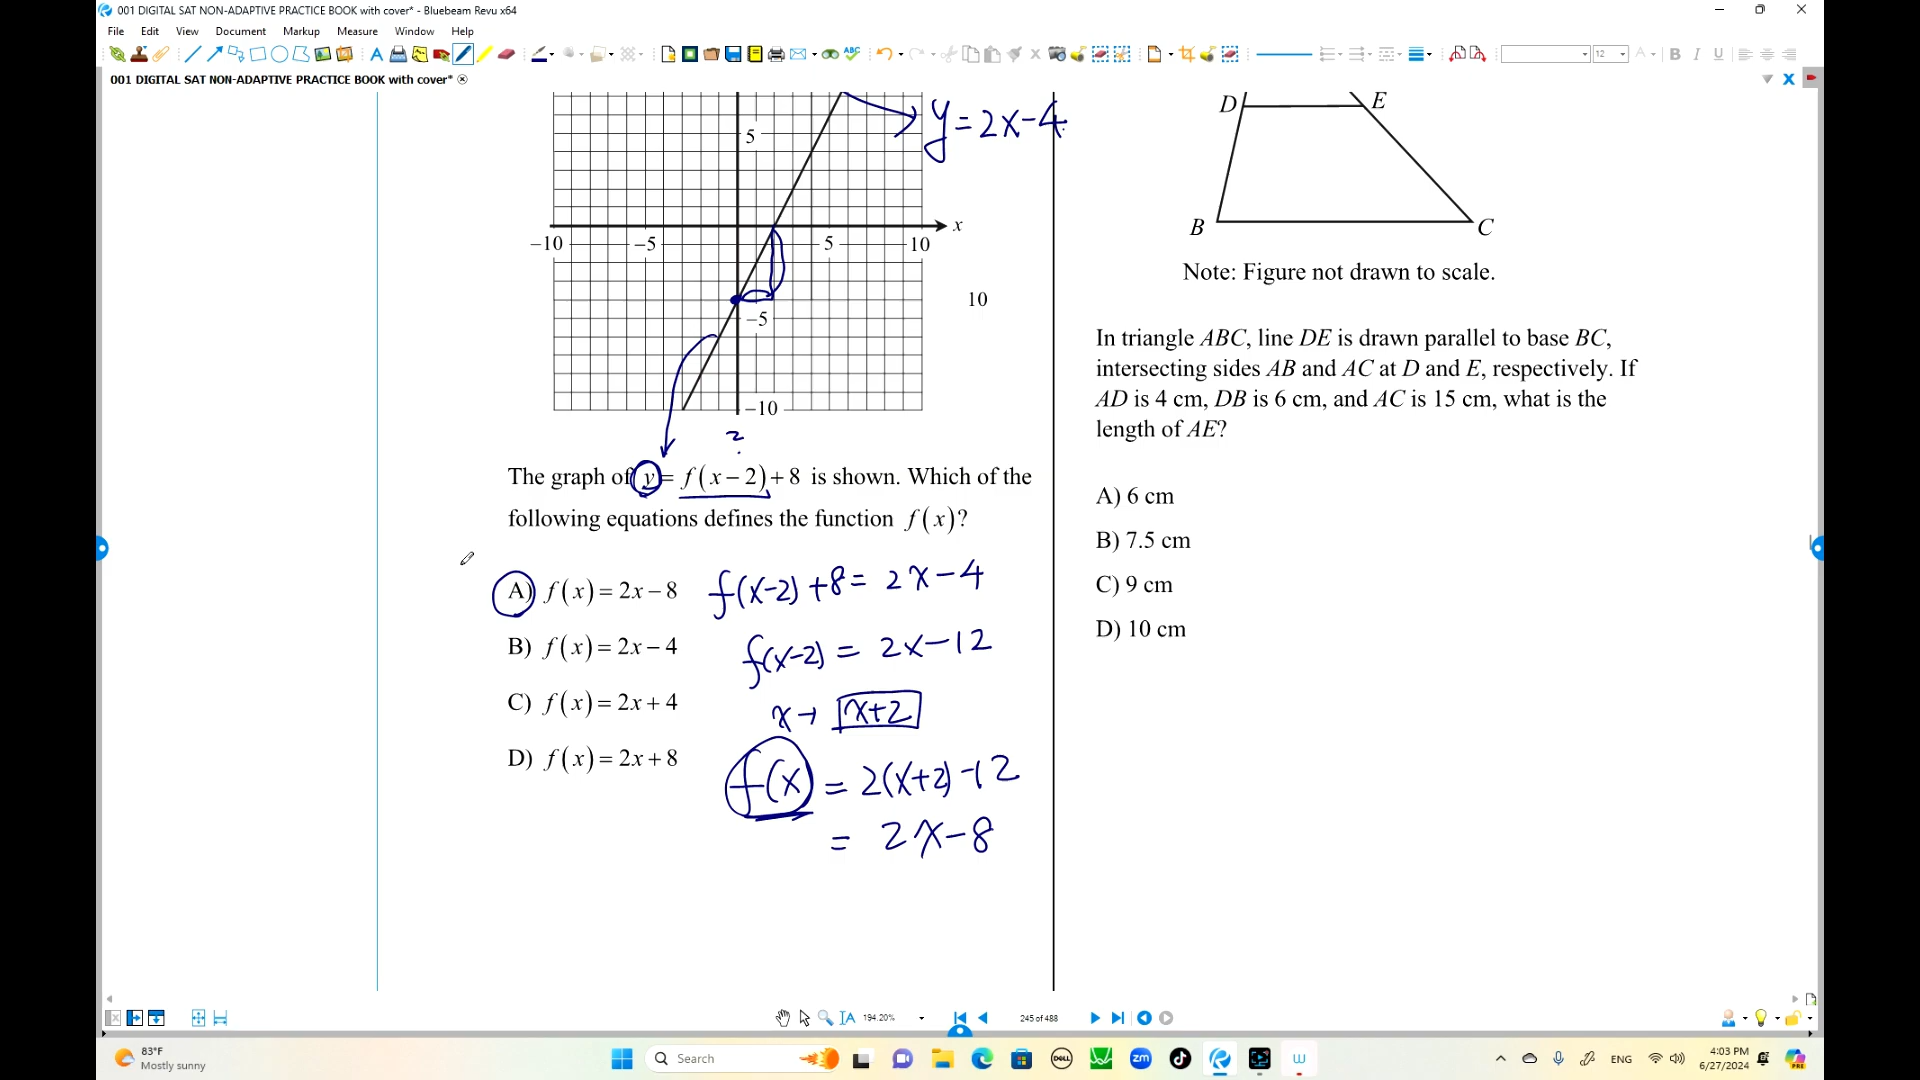 001 DIGITAL SAT NON-ADAPTIVE PRACTICE BOOK with cover* - Bluebeam Revu x64
File Edit View Document Markup Measure Window Help
12
001 DIGITAL SAT NON-ADAPTIVE PRACTICE BOOK with cover*
5
y=2x-4
x
-10 -5 5 10
-5
-10
?
The graph of y = f(x-2)+8 is shown. Which of the
following equations defines the function f(x)?
A) f(x)=2x-8
B) f(x)=2x-4
C) f(x)=2x+4
D) f(x)=2x+8
f(x-2)+8= 2x-4
f(x-2) = 2x-12
x→ x+2
f(x) = 2(x+2)-12
= 2x-8
10
D E
B C
Note: Figure not drawn to scale.
In triangle ABC, line DE is drawn parallel to base BC,
intersecting sides AB and AC at D and E, respectively. If
AD is 4 cm, DB is 6 cm, and AC is 15 cm, what is the
length of AE?
A) 6 cm
B) 7.5 cm
C) 9 cm
D) 10 cm
194.20%
245 of 488
83°F
Mostly sunny
Search
DELL
zm
ENG
4:03 PM
6/27/2024
PRE